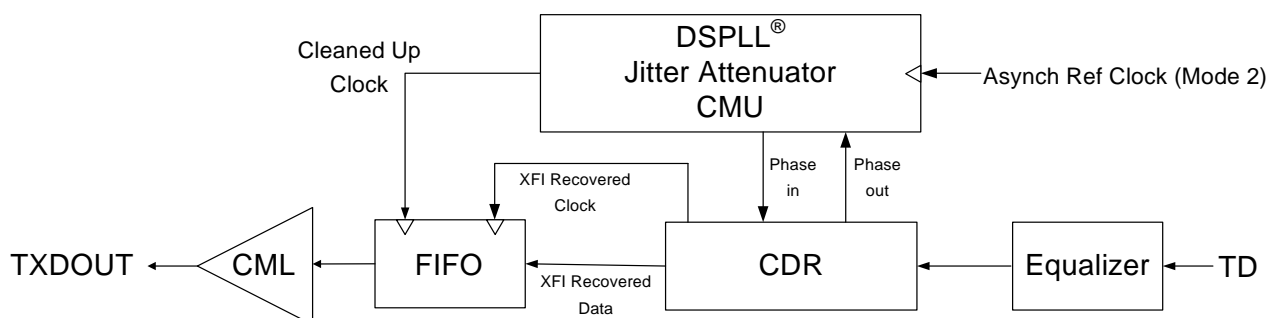 DSPLL®
Jitter Attenuator
CMU
Cleaned Up
Clock
Asynch Ref Clock (Mode 2)
Phase
in
Phase
out
XFI Recovered
Clock
TXDOUT
CML
FIFO
XFI Recovered
Data
CDR
Equalizer
TD